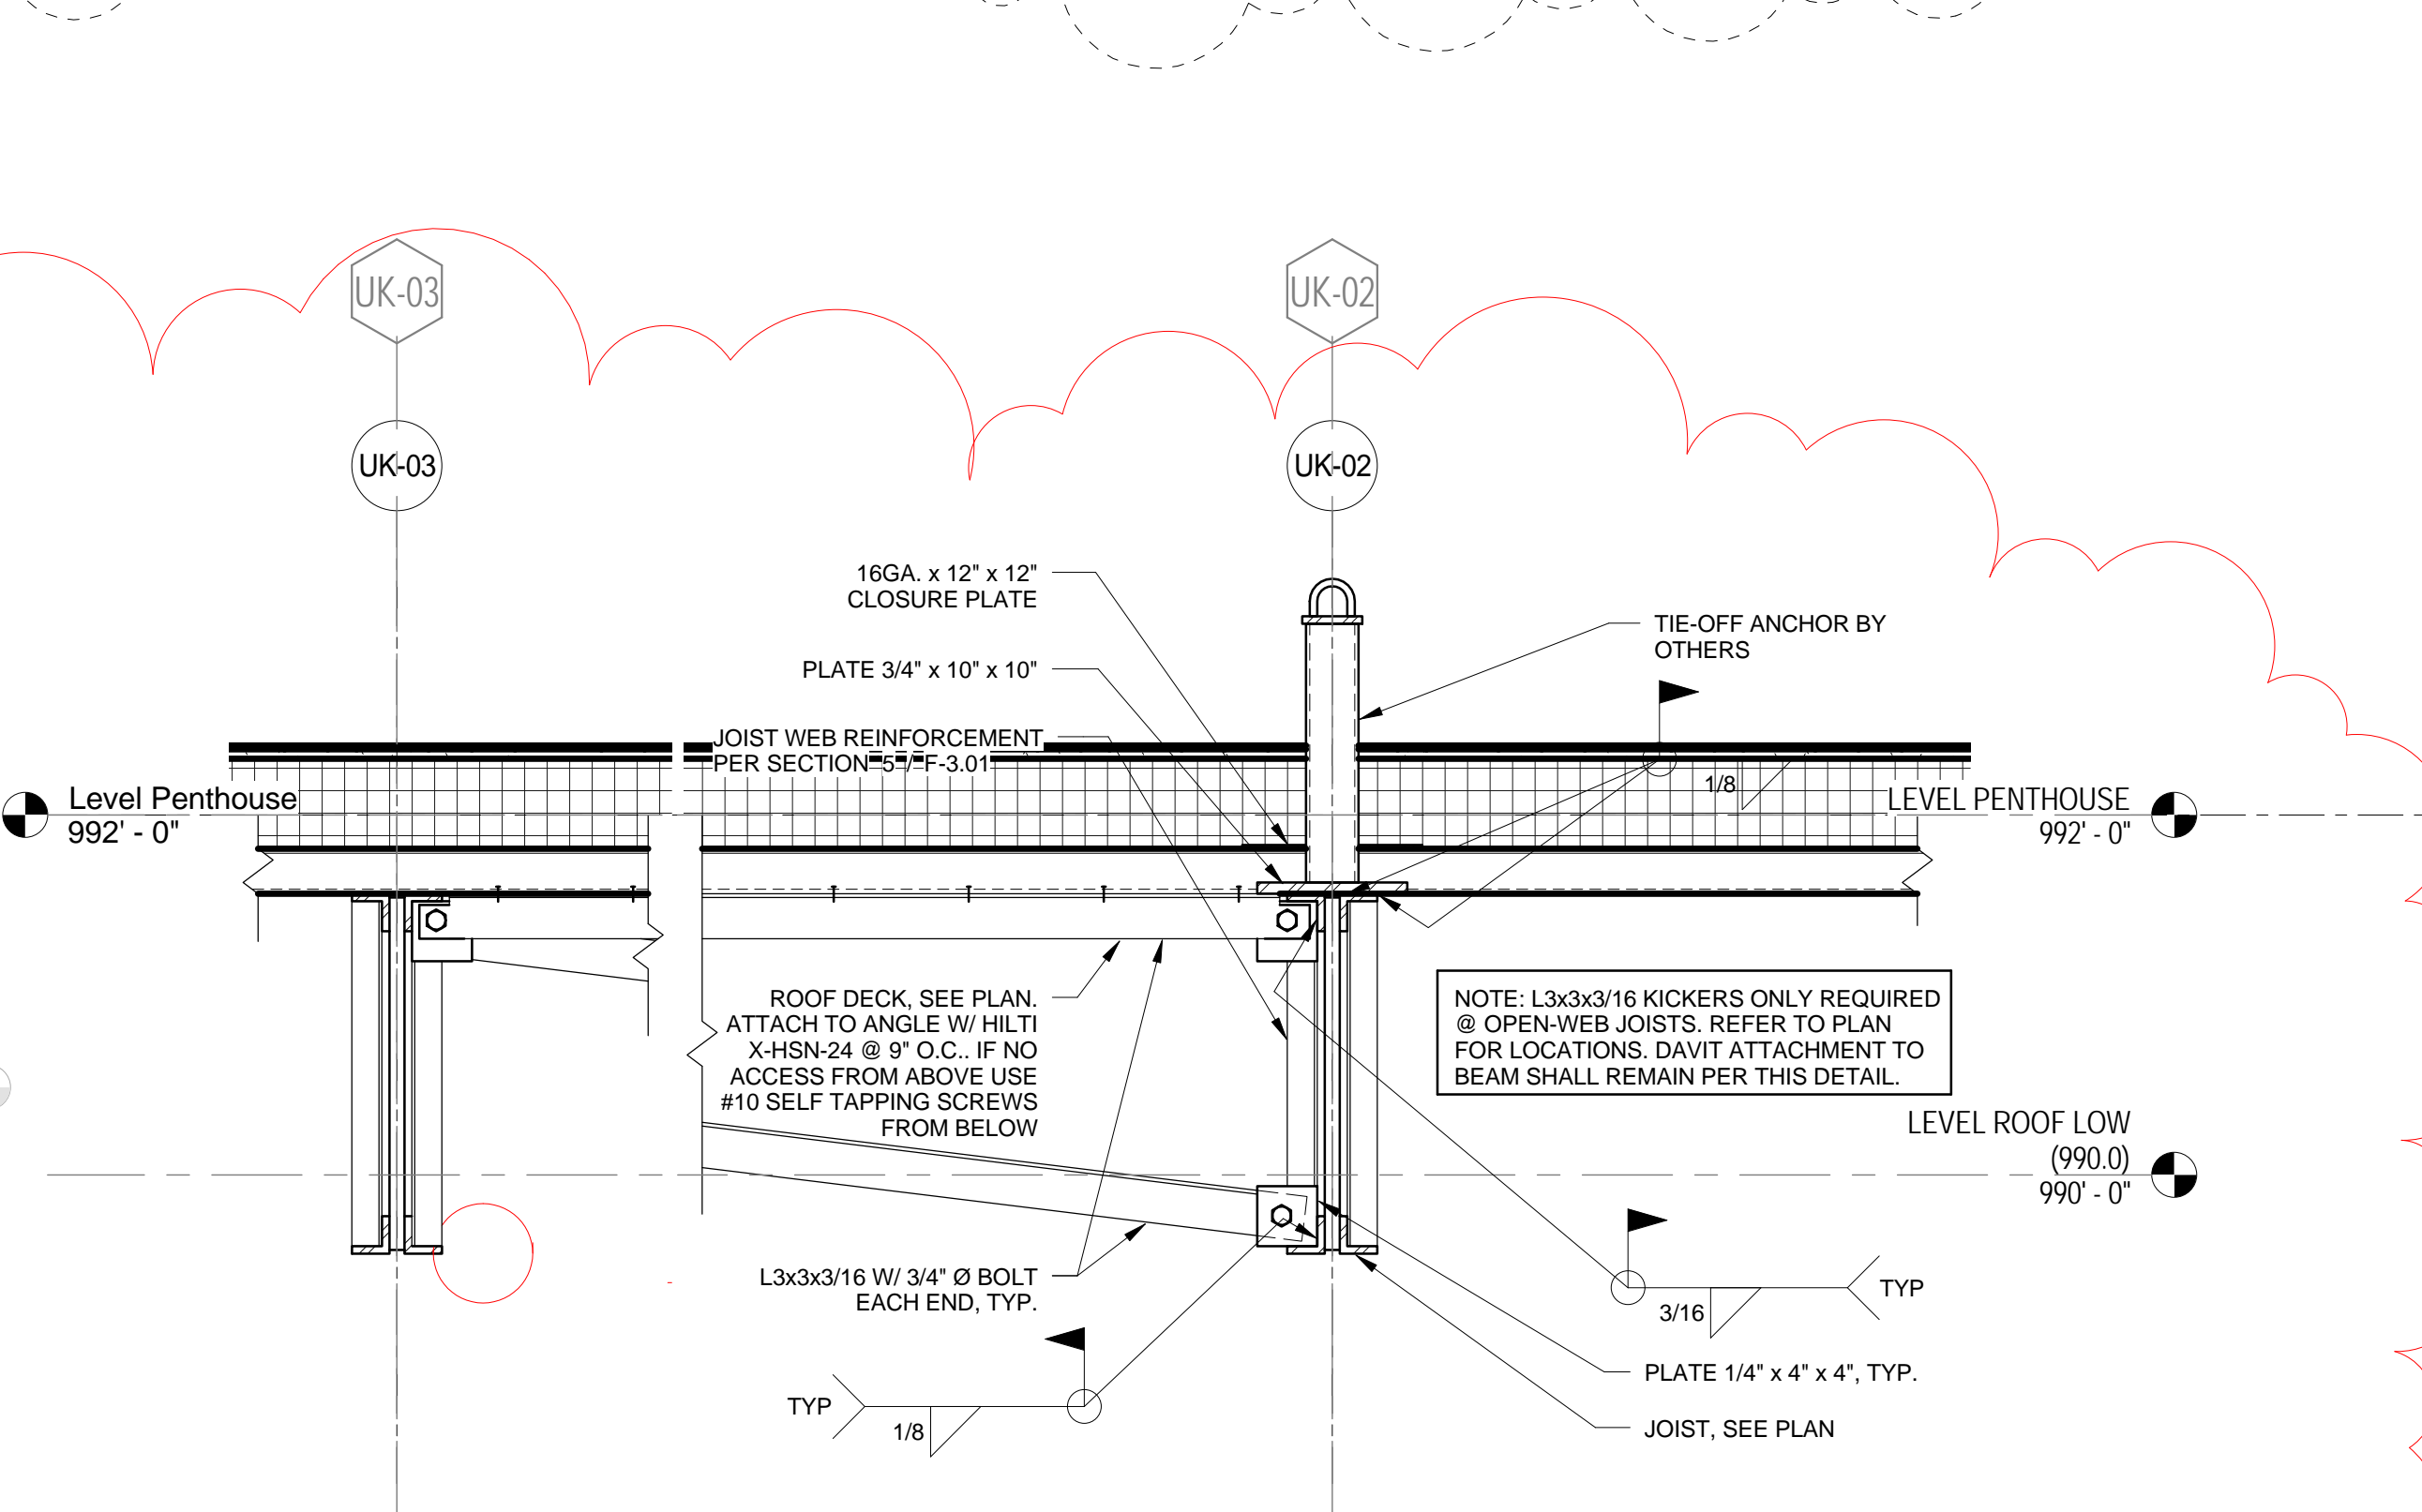 UK-03
UK-02
UK-03
UK-02
16GA. x 12" x 12"
CLOSURE PLATE
PLATE 3/4" x 10" x 10"
JOIST WEB REINFORCEMENT
PER SECTION 5 / F-3.01
TIE-OFF ANCHOR BY
OTHERS
1/8
Level Penthouse
992' - 0"
LEVEL PENTHOUSE
992' - 0"
ROOF DECK, SEE PLAN.
ATTACH TO ANGLE W/ HILTI
X-HSN-24 @ 9" O.C.. IF NO
ACCESS FROM ABOVE USE
#10 SELF TAPPING SCREWS
FROM BELOW
NOTE: L3x3x3/16 KICKERS ONLY REQUIRED
@ OPEN-WEB JOISTS. REFER TO PLAN
FOR LOCATIONS. DAVIT ATTACHMENT TO
BEAM SHALL REMAIN PER THIS DETAIL.
LEVEL ROOF LOW
(990.0)
990' - 0"
L3x3x3/16 W/ 3/4" Ø BOLT
EACH END, TYP.
3/16
TYP
PLATE 1/4" x 4" x 4", TYP.
JOIST, SEE PLAN
TYP
1/8